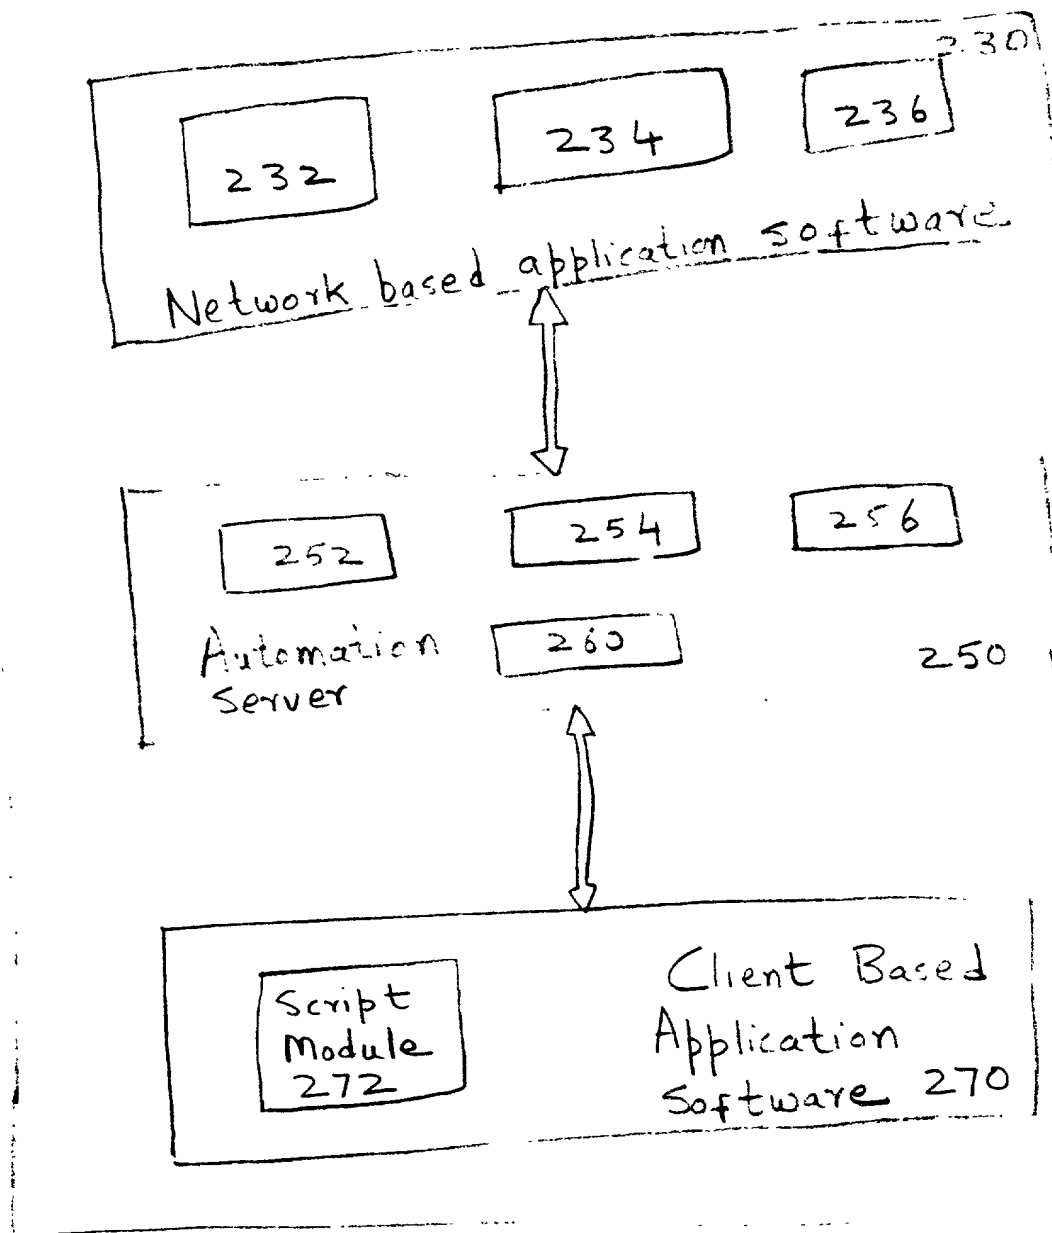 230
232
234
236
Network based application software
252
254
256
Automation
Server
260
250
Script
Module
272
Client Based
Application
Software 270